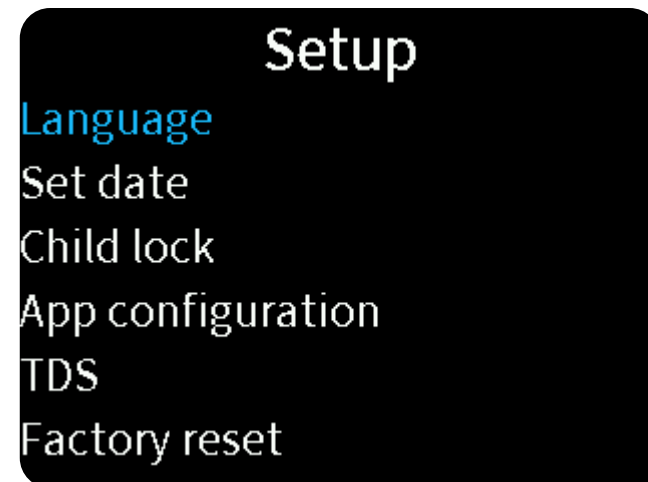 Setup
Language
Set date
Child lock
App configuration
TDS
Factory reset